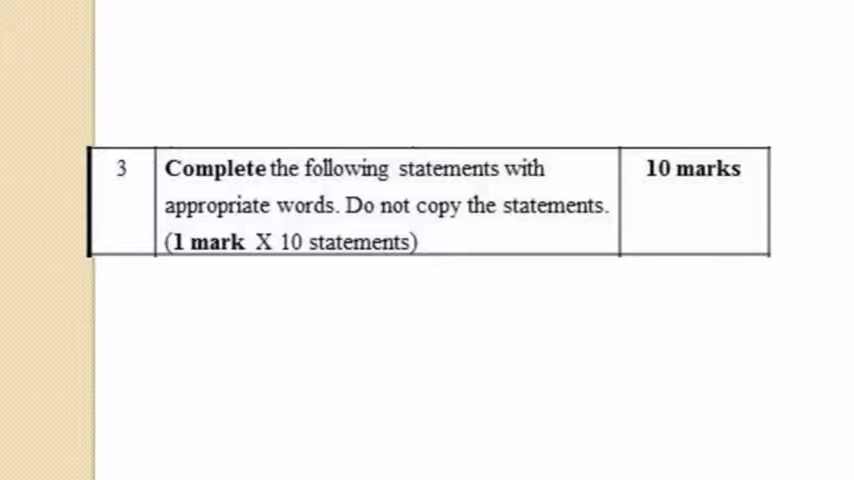 3 Complete the following statements with 10 marks
appropriate words. Do not copy the statements.
(1 mark X 10 statements)